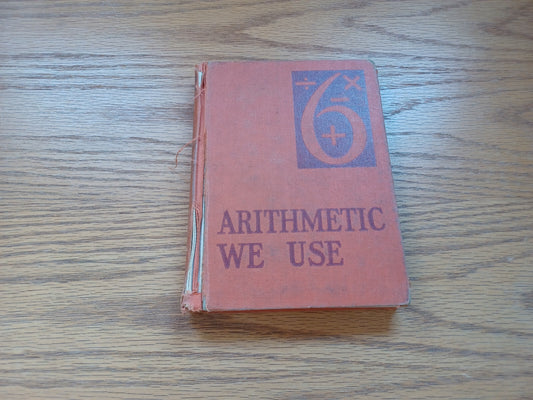 ÷ ×
6
−
+
ARITHMETIC
WE USE